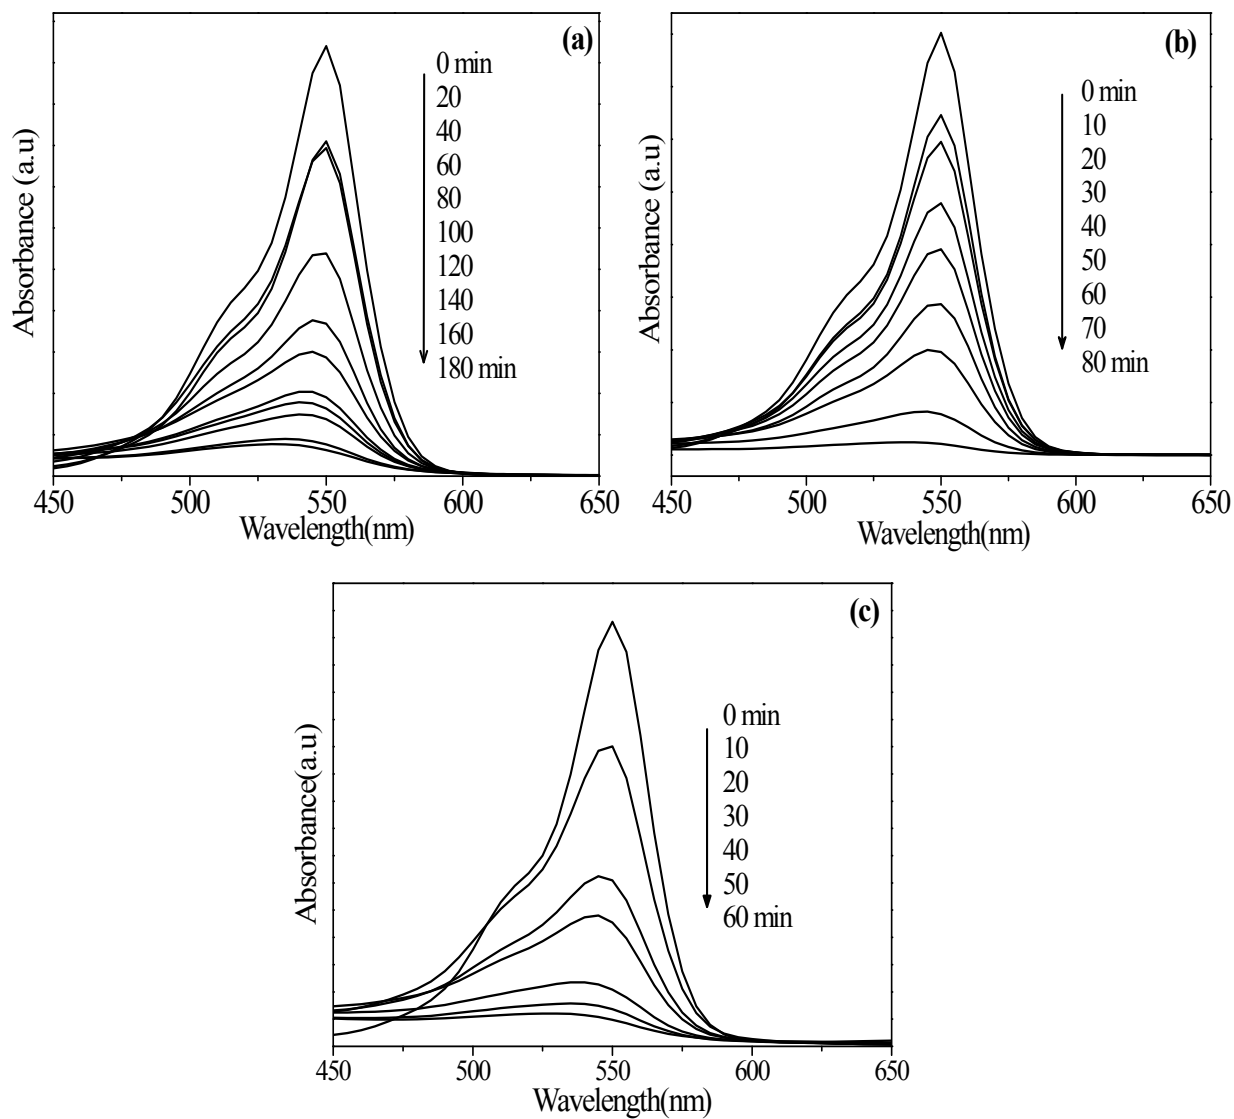 (a)
0 min
20
40
60
80
100
120
140
160
180 min
Absorbance (a.u)
450 500 550 600 650
Wavelength(nm)
(b)
0 min
10
20
30
40
50
60
70
80 min
Absorbance (a.u)
450 500 550 600 650
Wavelength(nm)
(c)
0 min
10
20
30
40
50
60 min
Absorbance(a.u)
450 500 550 600 650
Wavelength(nm)